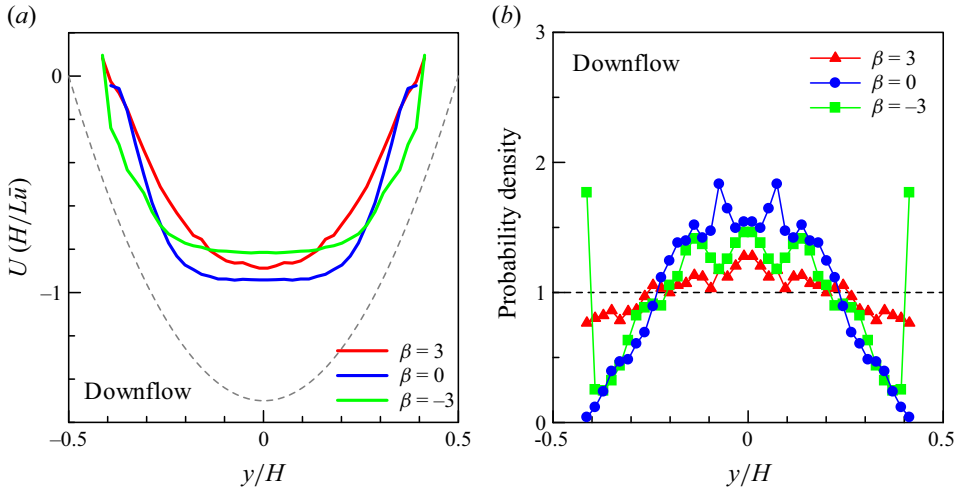 (a)
0
−1
U (H/Lū)
Downflow
β = 3
β = 0
β = –3
−0.5
0
0.5
y/H
(b)
3
2
1
0
Probability density
Downflow
β = 3
β = 0
β = –3
-0.5
0
0.5
y/H